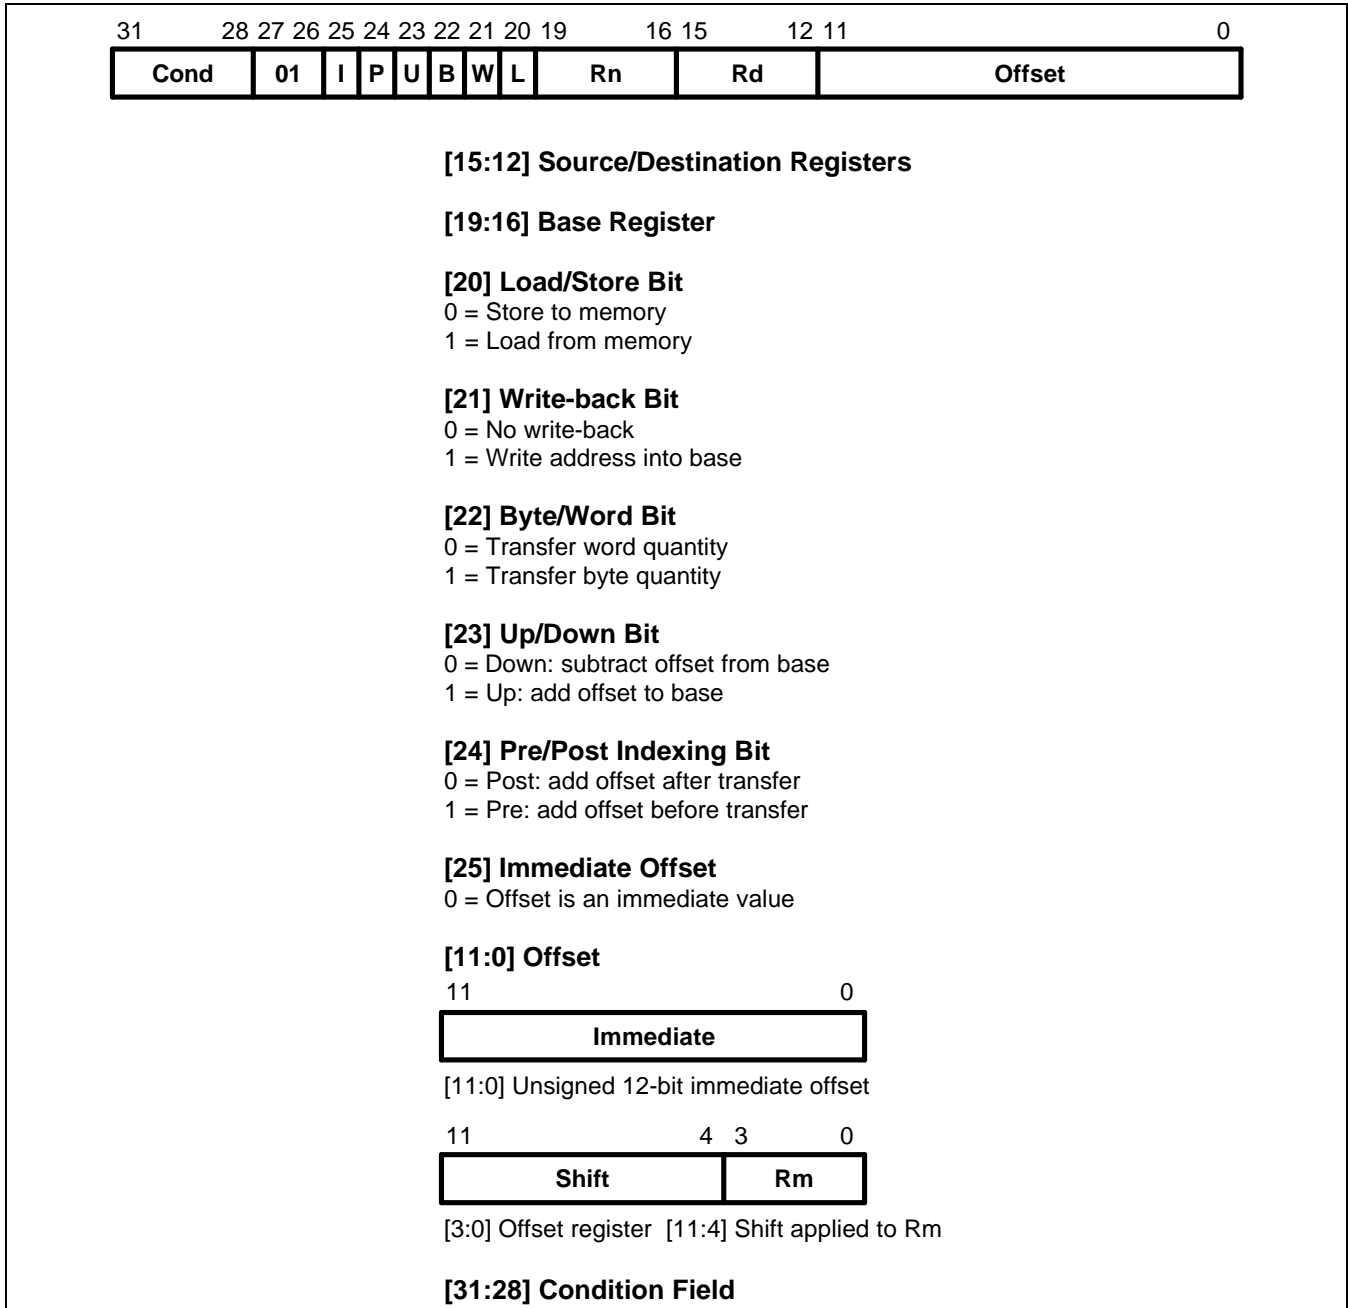 31 28 27 26 25 24 23 22 21 20 19 16 15 12 11 0
Cond 01 I P U B W L Rn Rd Offset
[15:12] Source/Destination Registers
[19:16] Base Register
[20] Load/Store Bit
0 = Store to memory
1 = Load from memory
[21] Write-back Bit
0 = No write-back
1 = Write address into base
[22] Byte/Word Bit
0 = Transfer word quantity
1 = Transfer byte quantity
[23] Up/Down Bit
0 = Down: subtract offset from base
1 = Up: add offset to base
[24] Pre/Post Indexing Bit
0 = Post: add offset after transfer
1 = Pre: add offset before transfer
[25] Immediate Offset
0 = Offset is an immediate value
[11:0] Offset
11 0
Immediate
[11:0] Unsigned 12-bit immediate offset
11 4 3 0
Shift Rm
[3:0] Offset register [11:4] Shift applied to Rm
[31:28] Condition Field